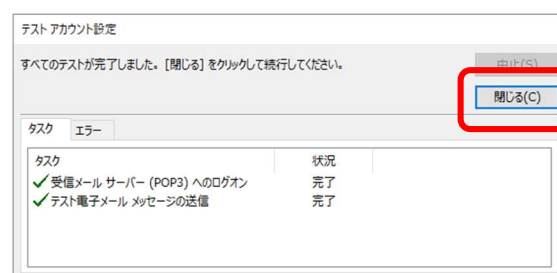 テスト アカウント設定
すべてのテストが完了しました。[閉じる] をクリックして続行してください。
中止(S)
閉じる(C)
タスク エラー
タスク 状況
受信メール サーバー (POP3) へのログオン 完了
テスト電子メール メッセージの送信 完了